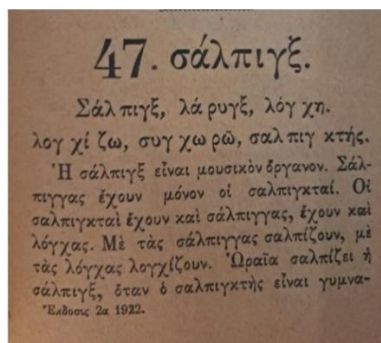 47. σάλπιγξ.
Σάλ πιγξ, λά ρυγξ, λόγ χη.
λογ χί ζω, συγ χω ρῶ, σαλ πιγ κτής.
Ἡ σάλπιγξ εἶναι μουσικὸν ὄργανον. Σάλ-
πιγγας ἔχουν μόνον οἱ σαλπιγκταί. Οἱ
σαλπιγκταὶ ἔχουν καὶ σάλπιγγας, ἔχουν καὶ
λόγχας. Μὲ τὰς σάλπιγγας σαλπίζουν, μὲ
τὰς λόγχας λογχίζουν. Ὡραῖα σαλπίζει ἡ
σάλπιγξ, ὅταν ὁ σαλπιγκτὴς εἶναι γυμνα-
Ἔκδοσις 2α 1922.